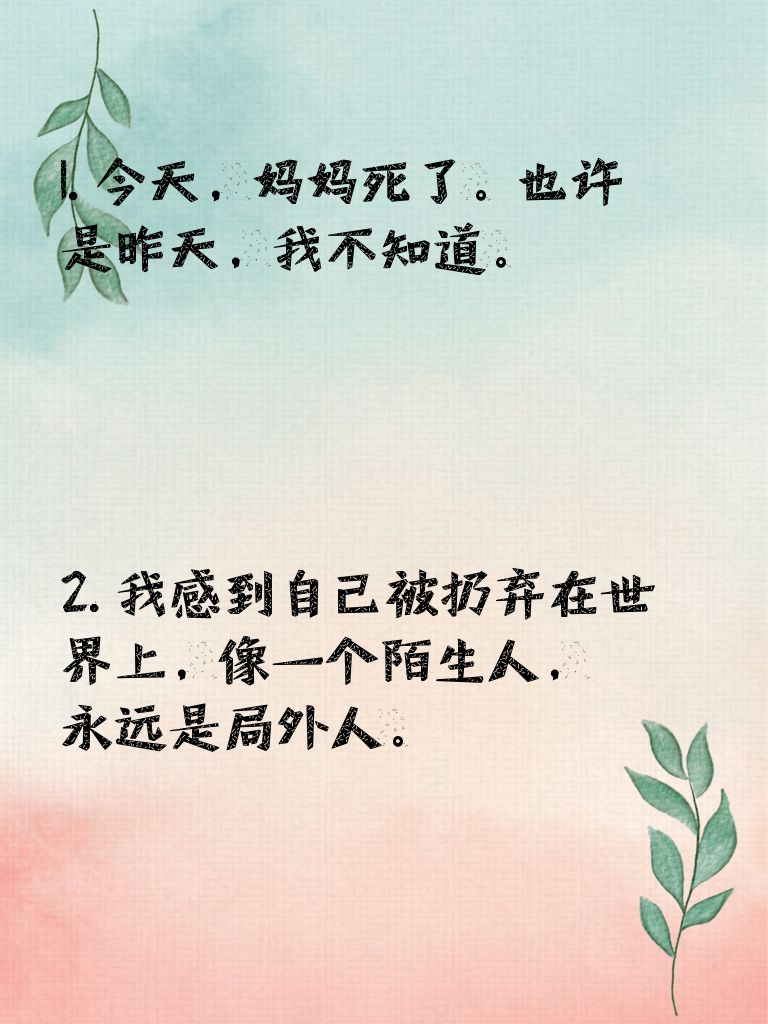 1. 今天，妈妈死了。也许
是昨天，我不知道。
2. 我感到自己被扔弃在世
界上，像一个陌生人，
永远是局外人。